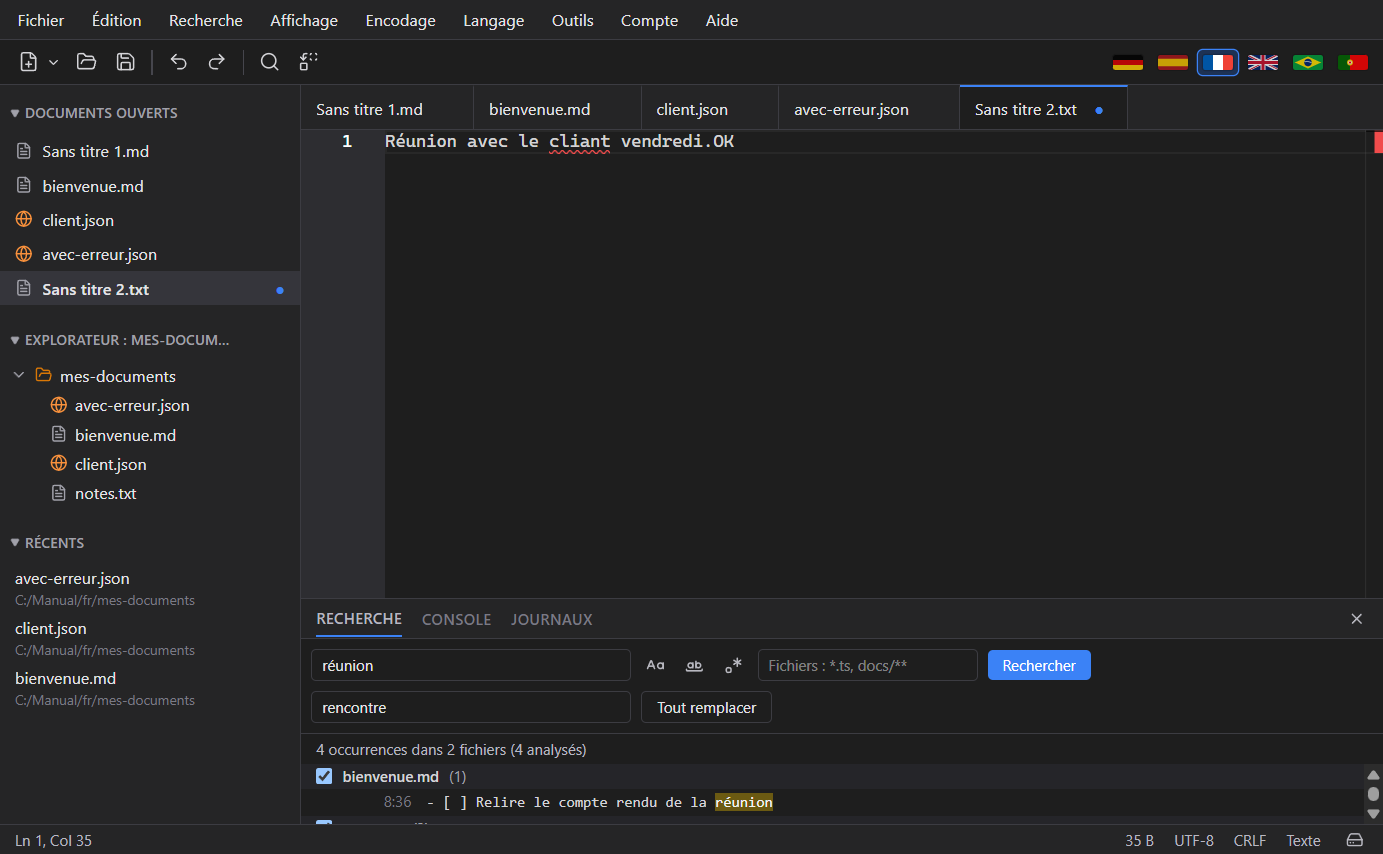 Fichier Édition Recherche Affichage Encodage Langage Outils Compte Aide
DOCUMENTS OUVERTS
Sans titre 1.md
bienvenue.md
client.json
avec-erreur.json
Sans titre 2.txt
EXPLORATEUR : MES-DOCUM...
mes-documents
avec-erreur.json
bienvenue.md
client.json
notes.txt
RÉCENTS
avec-erreur.json
C:/Manual/fr/mes-documents
client.json
C:/Manual/fr/mes-documents
bienvenue.md
C:/Manual/fr/mes-documents
Sans titre 1.md bienvenue.md client.json avec-erreur.json Sans titre 2.txt
1 Réunion avec le cliant vendredi.OK
RECHERCHE CONSOLE JOURNAUX
réunion Aa ab Fichiers : *.ts, docs/** Rechercher
rencontre Tout remplacer
4 occurrences dans 2 fichiers (4 analysés)
bienvenue.md (1)
8:36 - [ ] Relire le compte rendu de la réunion
Ln 1, Col 35 35 B UTF-8 CRLF Texte